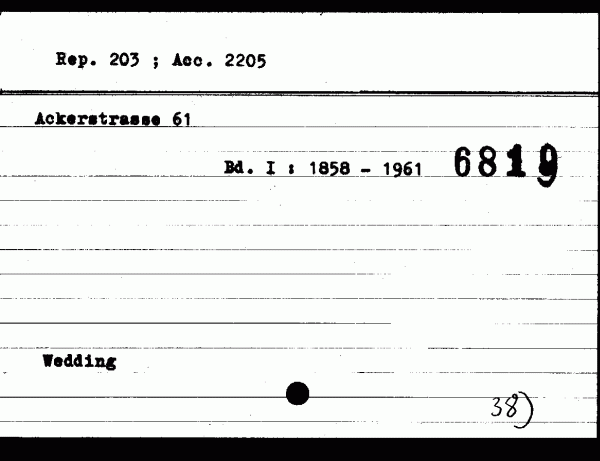 Rep. 203 ; Acc. 2205
Ackerstrasse 61
Bd. I : 1858 - 1961 6819
Wedding
38)